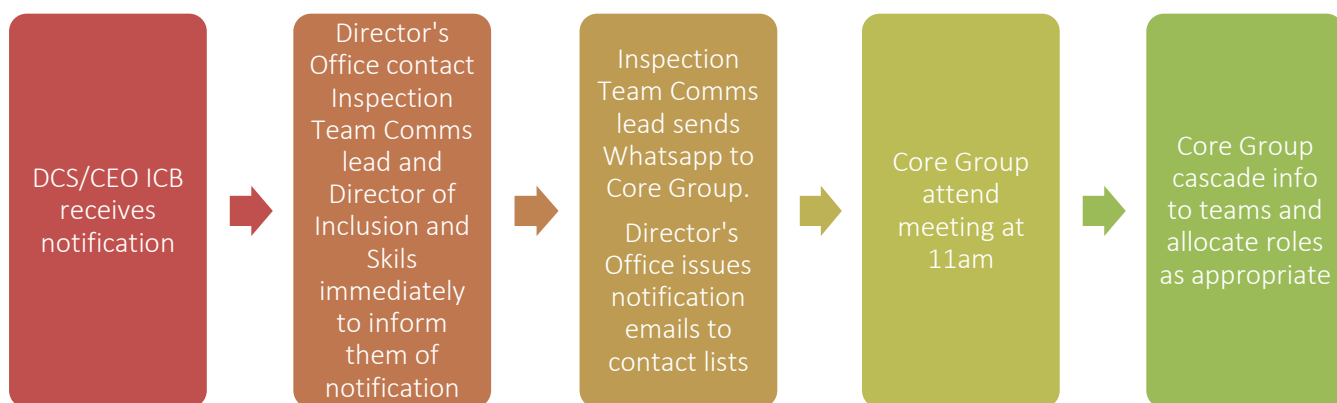 DCS/CEO ICB
receives
notification
Director's
Office contact
Inspection
Team Comms
lead and
Director of
Inclusion and
Skils
immediately
to inform
them of
notification
Inspection
Team Comms
lead sends
Whatsapp to
Core Group.
Director's
Office issues
notification
emails to
contact lists
Core Group
attend
meeting at
11am
Core Group
cascade info
to teams and
allocate roles
as appropriate